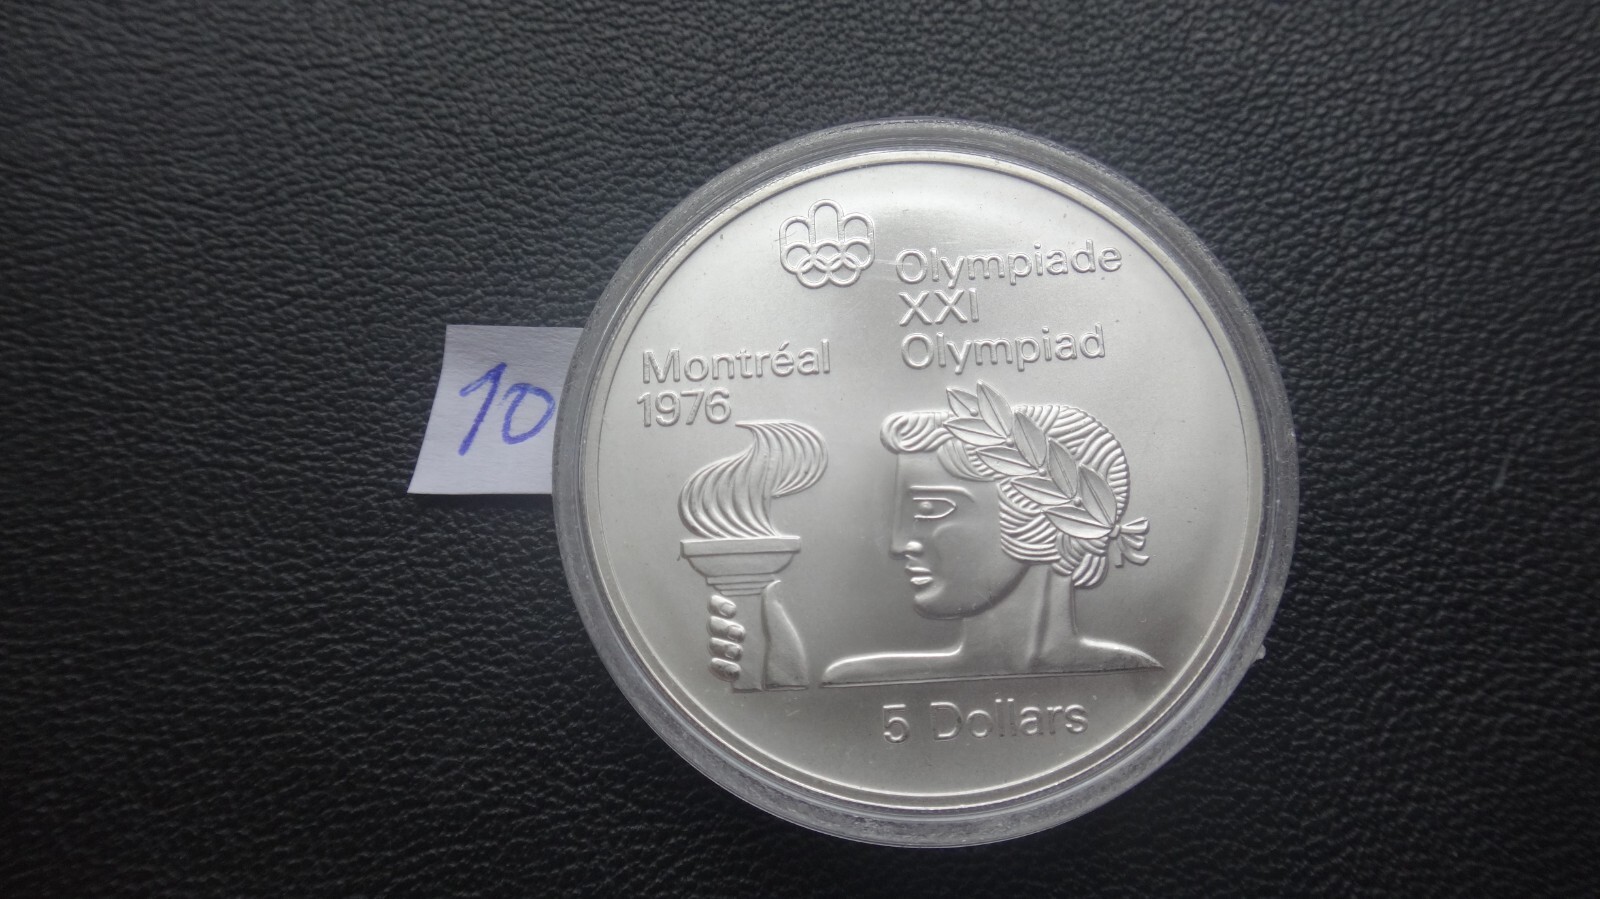 Olympiade
XXI
Olympiad
Montréal
1976
10
5 Dollars